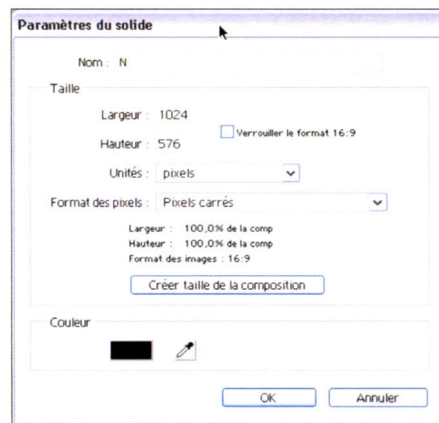 Paramètres du solide
Nom : N
Taille
Largeur : 1024
Hauteur : 576
Verrouiller le format 16:9
Unités : pixels
Format des pixels : Pixels carrés
Largeur : 100,0% de la comp
Hauteur : 100,0% de la comp
Format des images : 16:9
Créer taille de la composition
Couleur
OK
Annuler